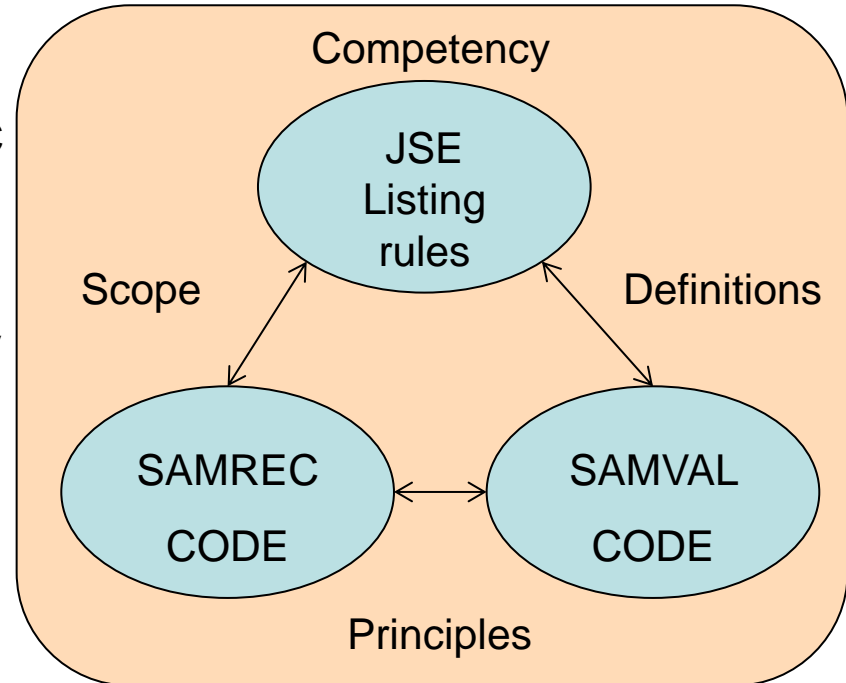 Competency
JSE
Listing
rules
Scope
Definitions
SAMREC
CODE
SAMVAL
CODE
Principles